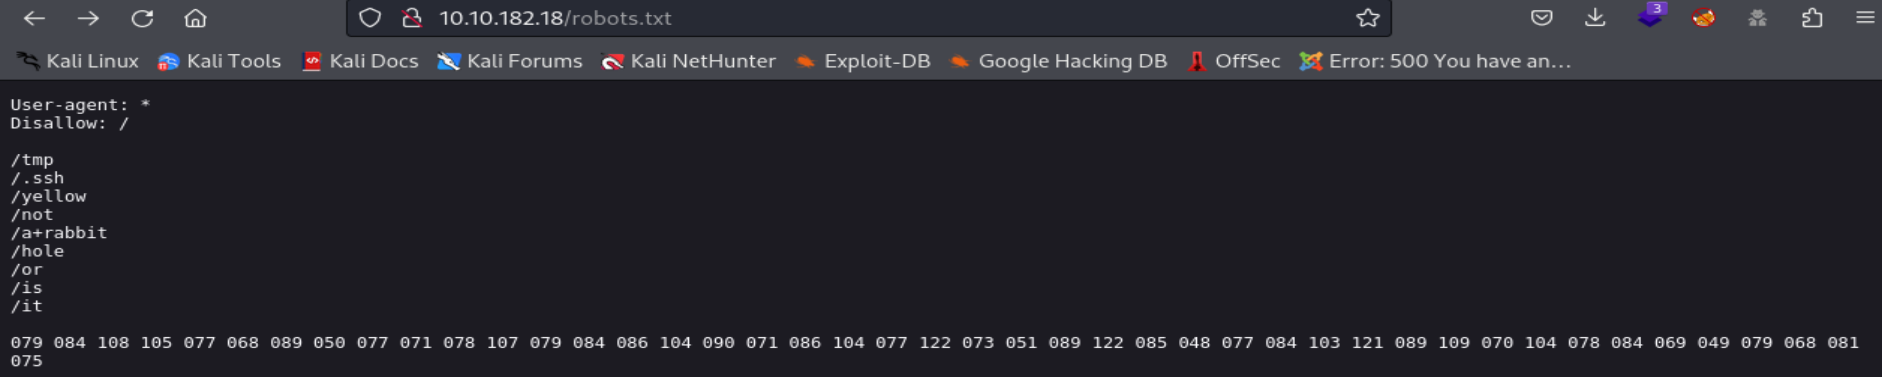 10.10.182.18/robots.txt
3
Kali Linux Kali Tools Kali Docs Kali Forums Kali NetHunter Exploit-DB Google Hacking DB OffSec Error: 500 You have an…
User-agent: *
Disallow: /
/tmp
/.ssh
/yellow
/not
/a+rabbit
/hole
/or
/is
/it
079 084 108 105 077 068 089 050 077 071 078 107 079 084 086 104 090 071 086 104 077 122 073 051 089 122 085 048 077 084 103 121 089 109 070 104 078 084 069 049 079 068 081
075